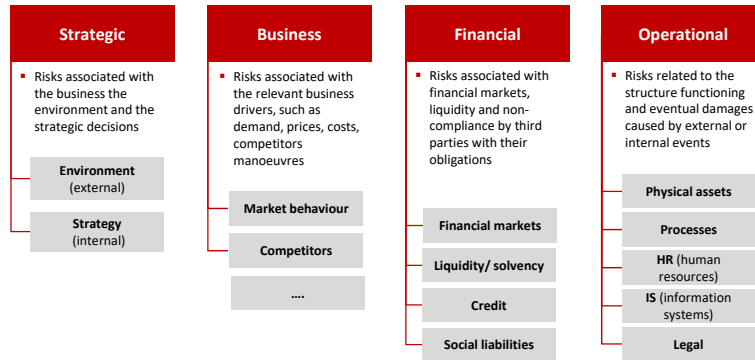 Strategic
▪ Risks associated with
the business the
environment and the
strategic decisions
Environment
(external)
Strategy
(internal)
Business
▪ Risks associated with
the relevant business
drivers, such as
demand, prices, costs,
competitors
manoeuvres
Market behaviour
Competitors
....
Financial
▪ Risks associated with
financial markets,
liquidity and non-
compliance by third
parties with their
obligations
Financial markets
Liquidity/ solvency
Credit
Social liabilities
Operational
▪ Risks related to the
structure functioning
and eventual damages
caused by external or
internal events
Physical assets
Processes
HR (human
resources)
IS (information
systems)
Legal